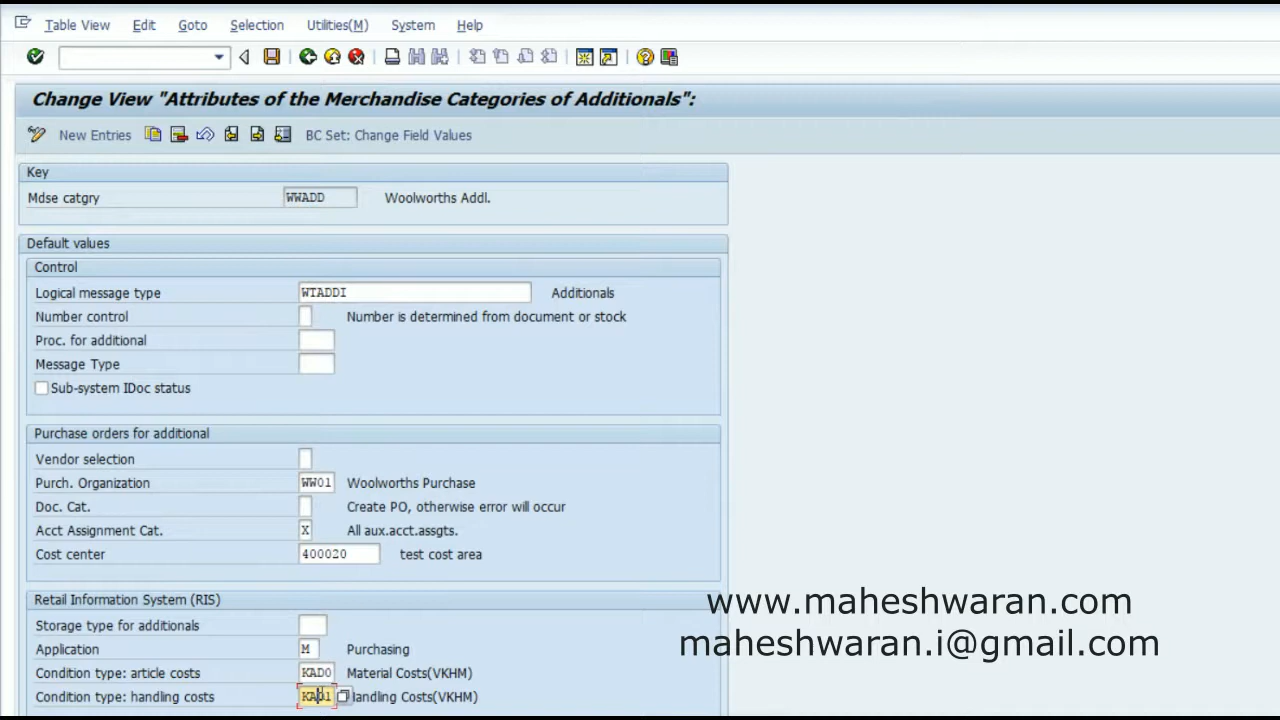 Table View Edit Goto Selection Utilities(M) System Help
Change View "Attributes of the Merchandise Categories of Additionals":
New Entries BC Set: Change Field Values
Key
Mdse catgry WWADD Woolworths Addl.
Default values
Control
Logical message type WTADDI Additionals
Number control Number is determined from document or stock
Proc. for additional
Message Type
Sub-system IDoc status
Purchase orders for additional
Vendor selection
Purch. Organization WW01 Woolworths Purchase
Doc. Cat. Create PO, otherwise error will occur
Acct Assignment Cat. X All aux.acct.assgts.
Cost center 400020 test cost area
Retail Information System (RIS)
Storage type for additionals
Application M Purchasing
Condition type: article costs KAD0 Material Costs(VKHM)
Condition type: handling costs KAD1 andling Costs(VKHM)
www.maheshwaran.com
maheshwaran.i@gmail.com